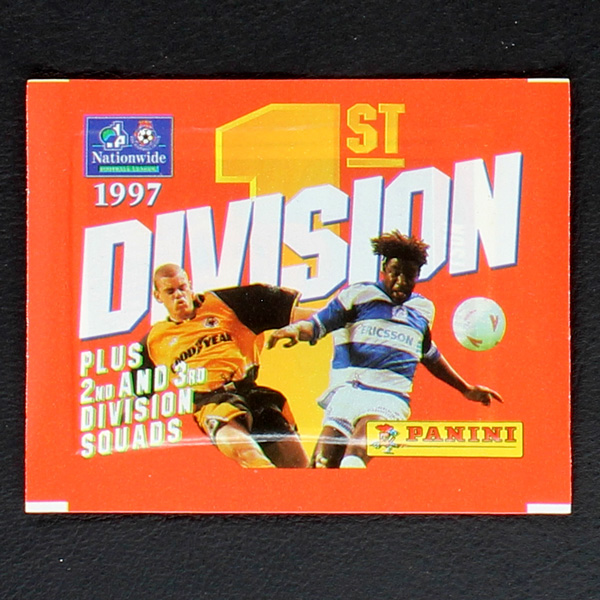 Nationwide
FOOTBALL LEAGUE
1997
1ST
DIVISION
PLUS
2ND AND 3RD
DIVISION
SQUADS
GOODYEAR
ERICSSON
PANINI